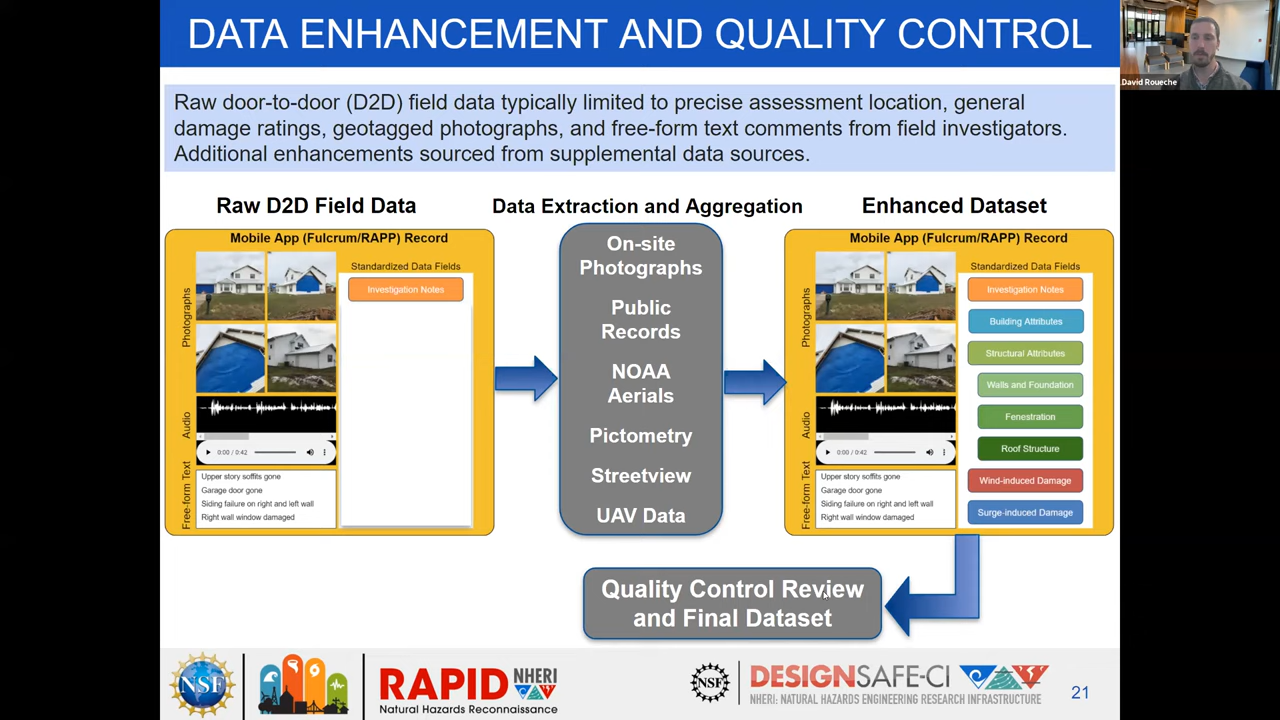 DATA ENHANCEMENT AND QUALITY CONTROL
David Roueche
Raw door-to-door (D2D) field data typically limited to precise assessment location, general
damage ratings, geotagged photographs, and free-form text comments from field investigators.
Additional enhancements sourced from supplemental data sources.
Raw D2D Field Data
Mobile App (Fulcrum/RAPP) Record
Standardized Data Fields
Investigation Notes
Photographs
Audio
0:00 / 0:42
Free-form Text
Upper story soffits gone
Garage door gone
Siding failure on right and left wall
Right wall window damaged
Data Extraction and Aggregation
On-site
Photographs
Public
Records
NOAA
Aerials
Pictometry
Streetview
UAV Data
Enhanced Dataset
Mobile App (Fulcrum/RAPP) Record
Standardized Data Fields
Photographs
Audio
0:00 / 0:42
Free-form Text
Upper story soffits gone
Garage door gone
Siding failure on right and left wall
Right wall window damaged
Investigation Notes
Building Attributes
Structural Attributes
Walls and Foundation
Fenestration
Roof Structure
Wind-induced Damage
Surge-induced Damage
Quality Control Review
and Final Dataset
NSF
RAPID NHERI
Natural Hazards Reconnaissance
NSF
DESIGNSAFE-CI
NHERI: NATURAL HAZARDS ENGINEERING RESEARCH INFRASTRUCTURE
21